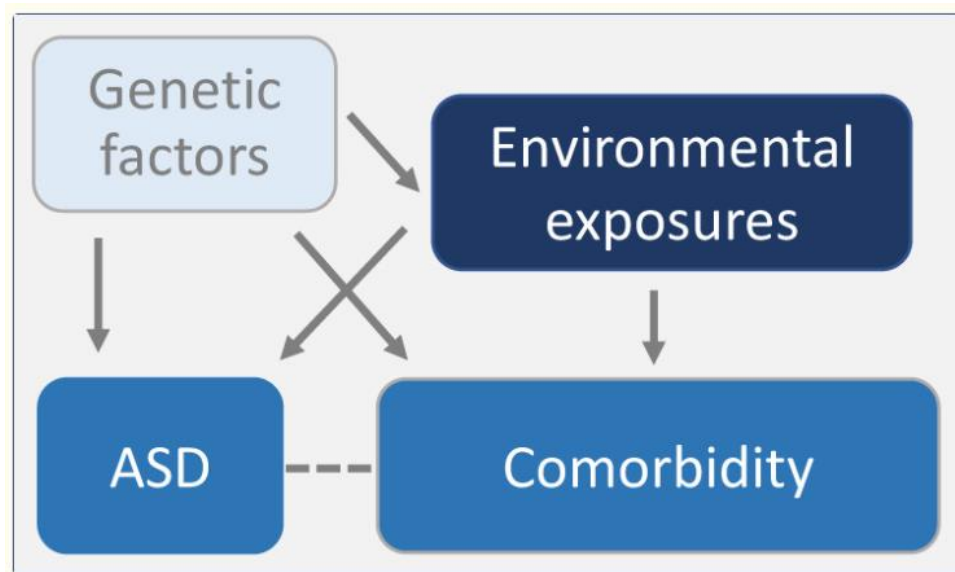 Genetic
factors
Environmental
exposures
ASD
Comorbidity